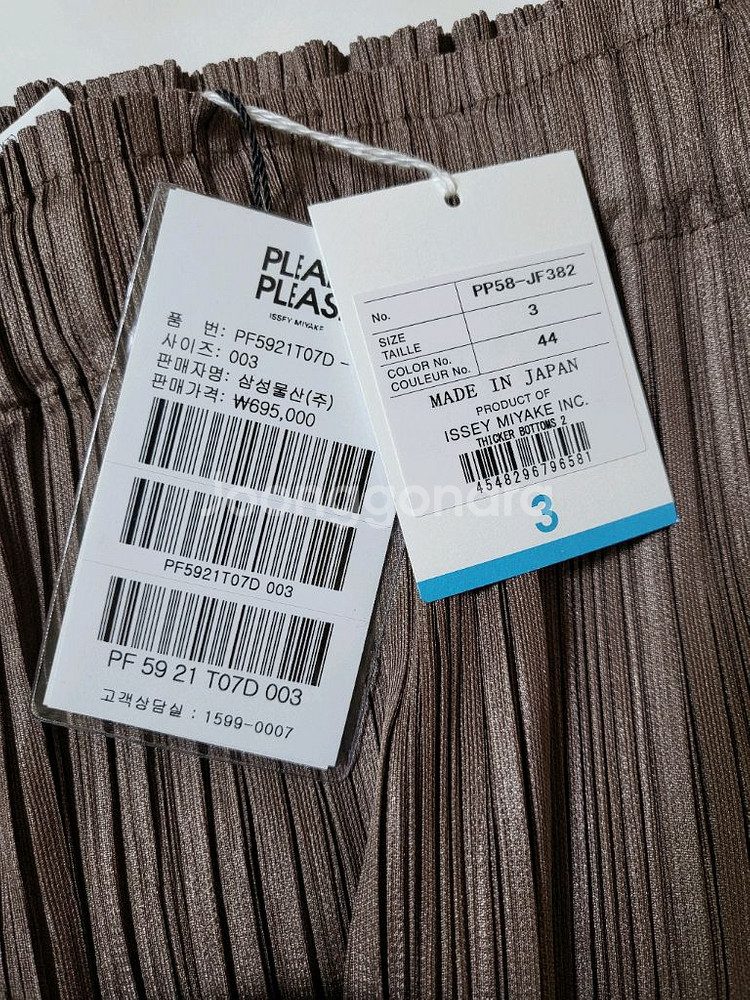 PLEA
PLEAS
ISSEY MIYAKE
품 번: PF5921T07D -
사이즈: 003
판매자명: 삼성물산(주)
판매가격: ₩695,000
PF5921T07D 003
PF 59 21 T07D 003
고객상담실 : 1599-0007
No. PP58-JF382
SIZE
TAILLE 3
COLOR No.
COULEUR No. 44
MADE IN JAPAN
PRODUCT OF
ISSEY MIYAKE INC.
THICKER BOTTOMS 2
4548296796581
3
Joonggonara